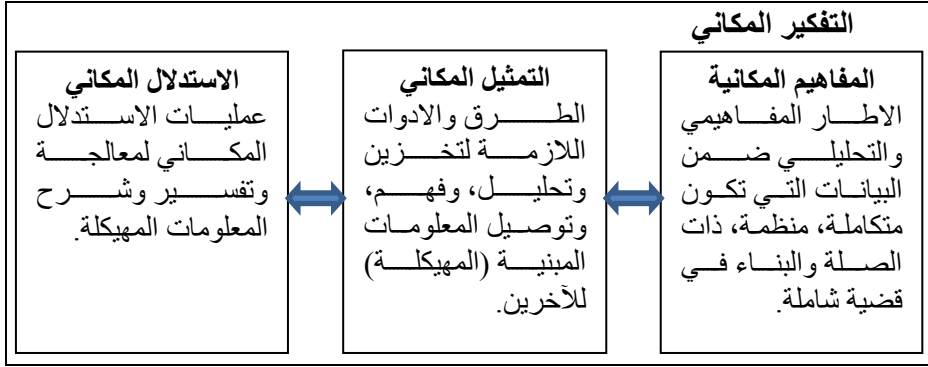 التفكير المكاني
المفاهيم المكانية
الاطار المفاهيمي
والتحليلي ضمن
البيانات التي تكون
متكاملة، منظمة، ذات
الصلة والبناء في
قضية شاملة.
التمثيل المكاني
الطرق والادوات
اللازمة لتخزين
وتحليل، وفهم،
وتوصيل المعلومات
المبنية (المهيكلة)
للآخرين.
الاستدلال المكاني
عمليات الاستدلال
المكاني لمعالجة
وتفسير وشرح
المعلومات المهيكلة.